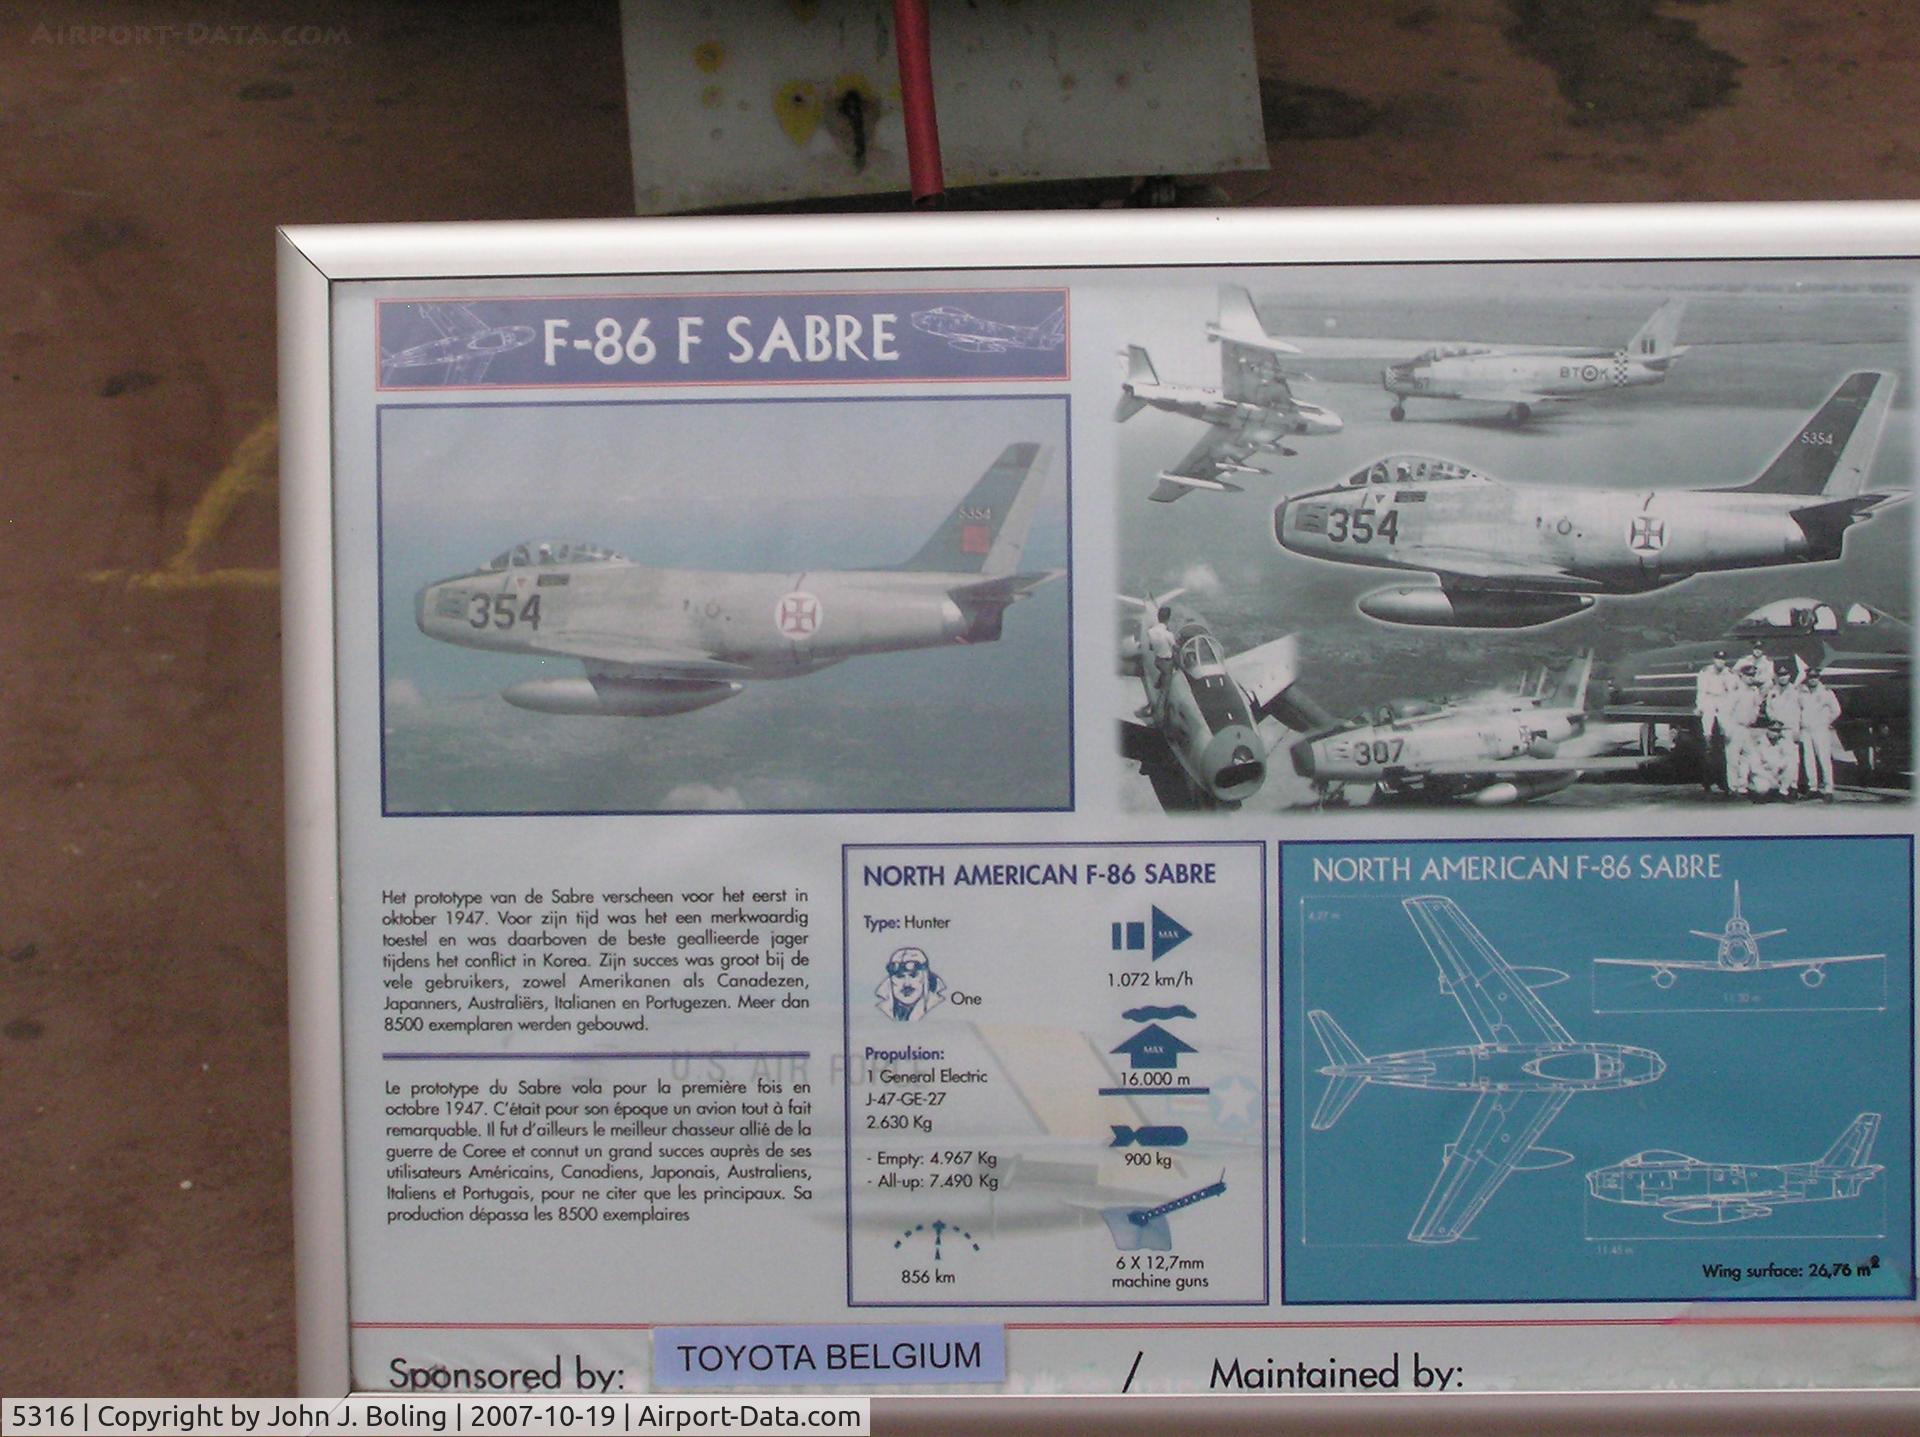 AIRPORT-DATA.COM
F-86 F SABRE
5354
354
BT K
167
5354
354
307
Het prototype van de Sabre verscheen voor het eerst in
oktober 1947. Voor zijn tijd was het een merkwaardig
toestel en was daarboven de beste geallieerde jager
tijdens het conflict in Korea. Zijn succes was groot bij de
vele gebruikers, zowel Amerikanen als Canadezen,
Japanners, Australiërs, Italianen en Portugezen. Meer dan
8500 exemplaren werden gebouwd.
Le prototype du Sabre vola pour la première fois en
octobre 1947. C'était pour son époque un avion tout à fait
remarquable. Il fut d'ailleurs le meilleur chasseur allié de la
guerre de Coree et connut un grand succes auprès de ses
utilisateurs Américains, Canadiens, Japonais, Australiens,
Italiens et Portugais, pour ne citer que les principaux. Sa
production dépassa les 8500 exemplaires
U.S. AIR FORCE
NORTH AMERICAN F-86 SABRE
Type: Hunter
One
Propulsion:
1 General Electric
J-47-GE-27
2.630 Kg
- Empty: 4.967 Kg
- All-up: 7.490 Kg
856 km
MAX
1.072 km/h
MAX
16.000 m
900 kg
6 X 12,7mm
machine guns
NORTH AMERICAN F-86 SABRE
4,27 m
11.30 m
11.45 m
Wing surface: 26,76 m²
Sponsored by: TOYOTA BELGIUM / Maintained by:
5316 | Copyright by John J. Boling | 2007-10-19 | Airport-Data.com